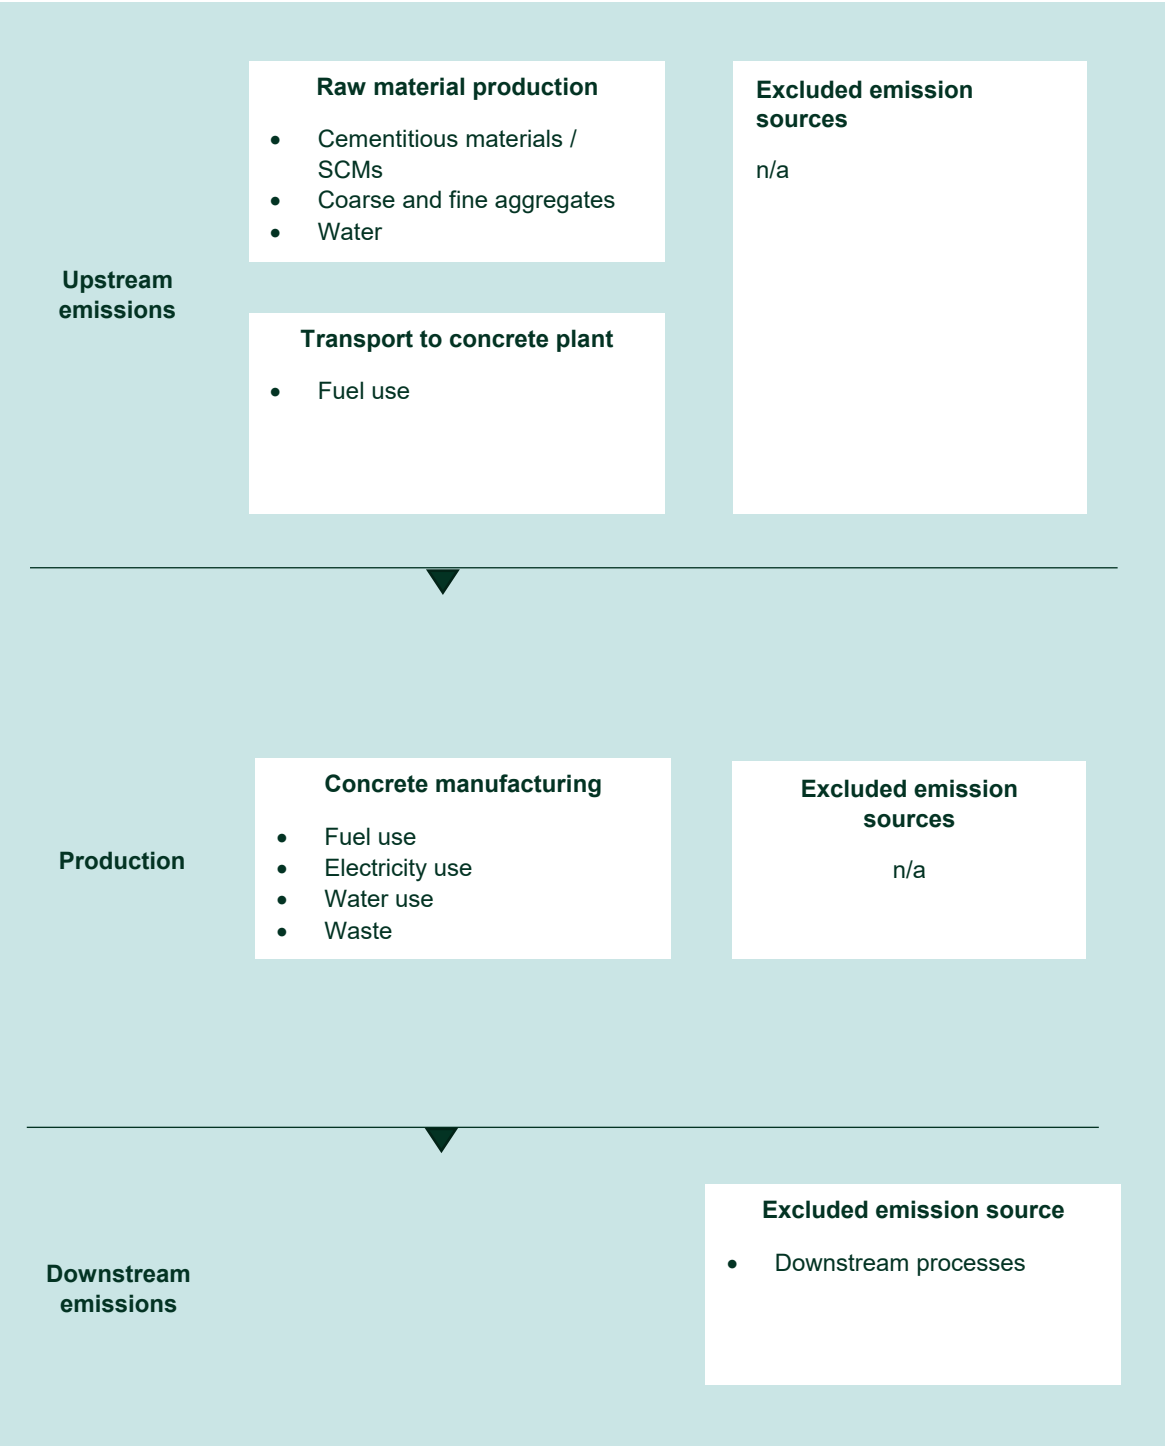 Upstream
emissions
Raw material production
• Cementitious materials /
SCMs
• Coarse and fine aggregates
• Water
Transport to concrete plant
• Fuel use
Excluded emission
sources
n/a
Production
Concrete manufacturing
• Fuel use
• Electricity use
• Water use
• Waste
Excluded emission
sources
n/a
Downstream
emissions
Excluded emission source
• Downstream processes